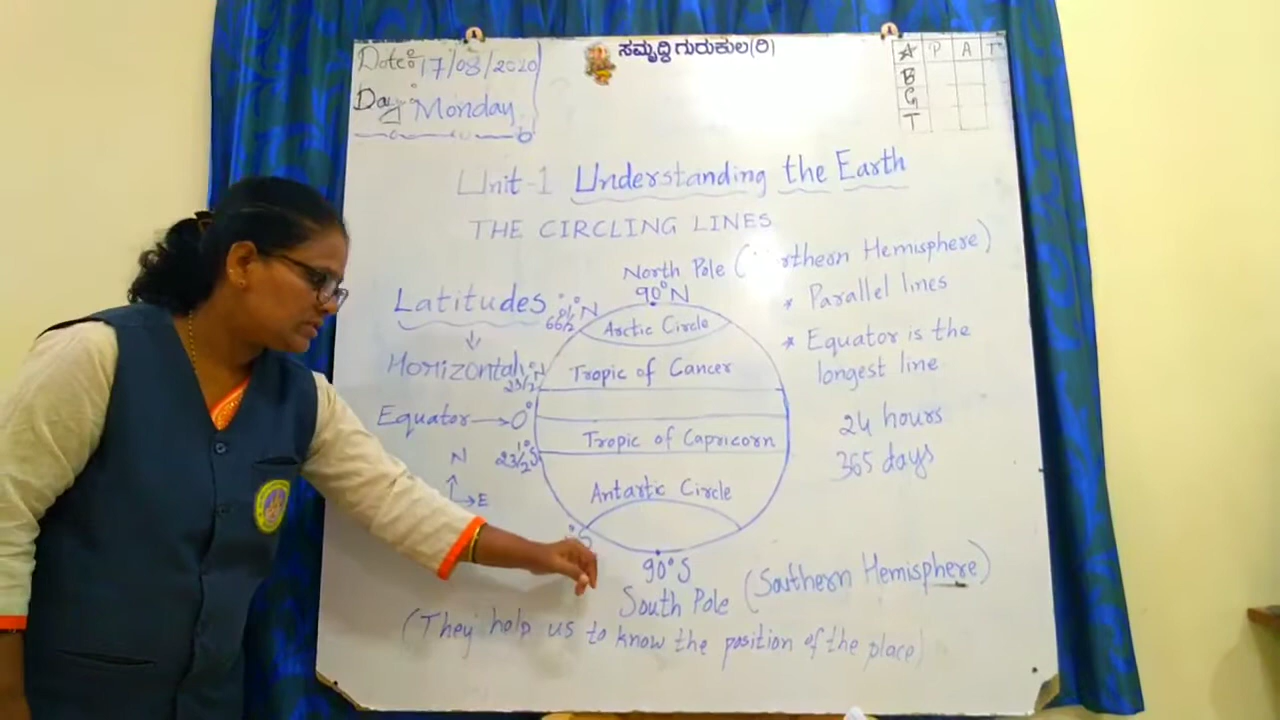 ಸಮೃದ್ಧಿ ಗುರುಕುಲ(ರಿ)
Date: 17/08/2020
Day: Monday
P A T
B
G
T
Unit-1 Understanding the Earth
THE CIRCLING LINES
North Pole (Northern Hemisphere)
90°N
Latitudes
66½°N
Arctic Circle
* Parallel lines
Horizontal
23½°N
Tropic of Cancer
* Equator is the
longest line
Equator → 0°
24 hours
23½°S
Tropic of Capricorn
365 days
N
E
Antartic Circle
°S
90°S
South Pole (Southern Hemisphere)
(They help us to know the position of the place)